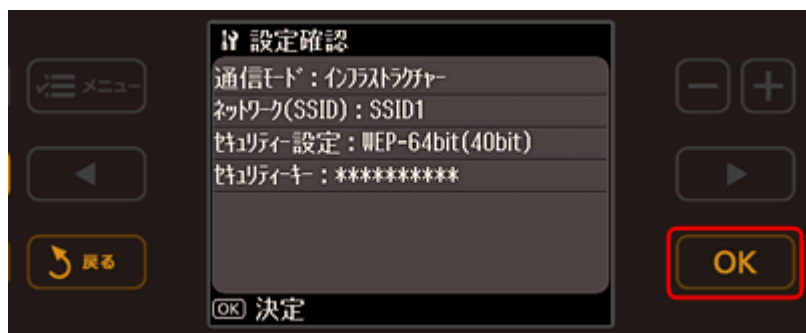 設定確認
メニュー
通信ﾓｰﾄﾞ：ｲﾝﾌﾗｽﾄﾗｸﾁｬｰ
ﾈｯﾄﾜｰｸ(SSID)：SSID1
ｾｷｭﾘﾃｨｰ設定：WEP-64bit(40bit)
ｾｷｭﾘﾃｨｰｷｰ：**********
戻る
OK
OK 決定